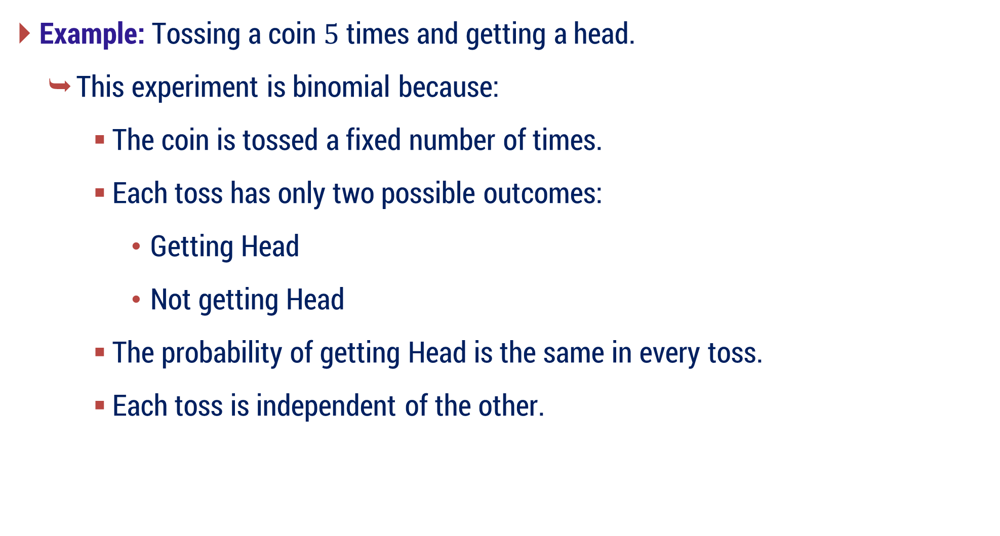 Example: Tossing a coin 5 times and getting a head.
This experiment is binomial because:
The coin is tossed a fixed number of times.
Each toss has only two possible outcomes:
Getting Head
Not getting Head
The probability of getting Head is the same in every toss.
Each toss is independent of the other.